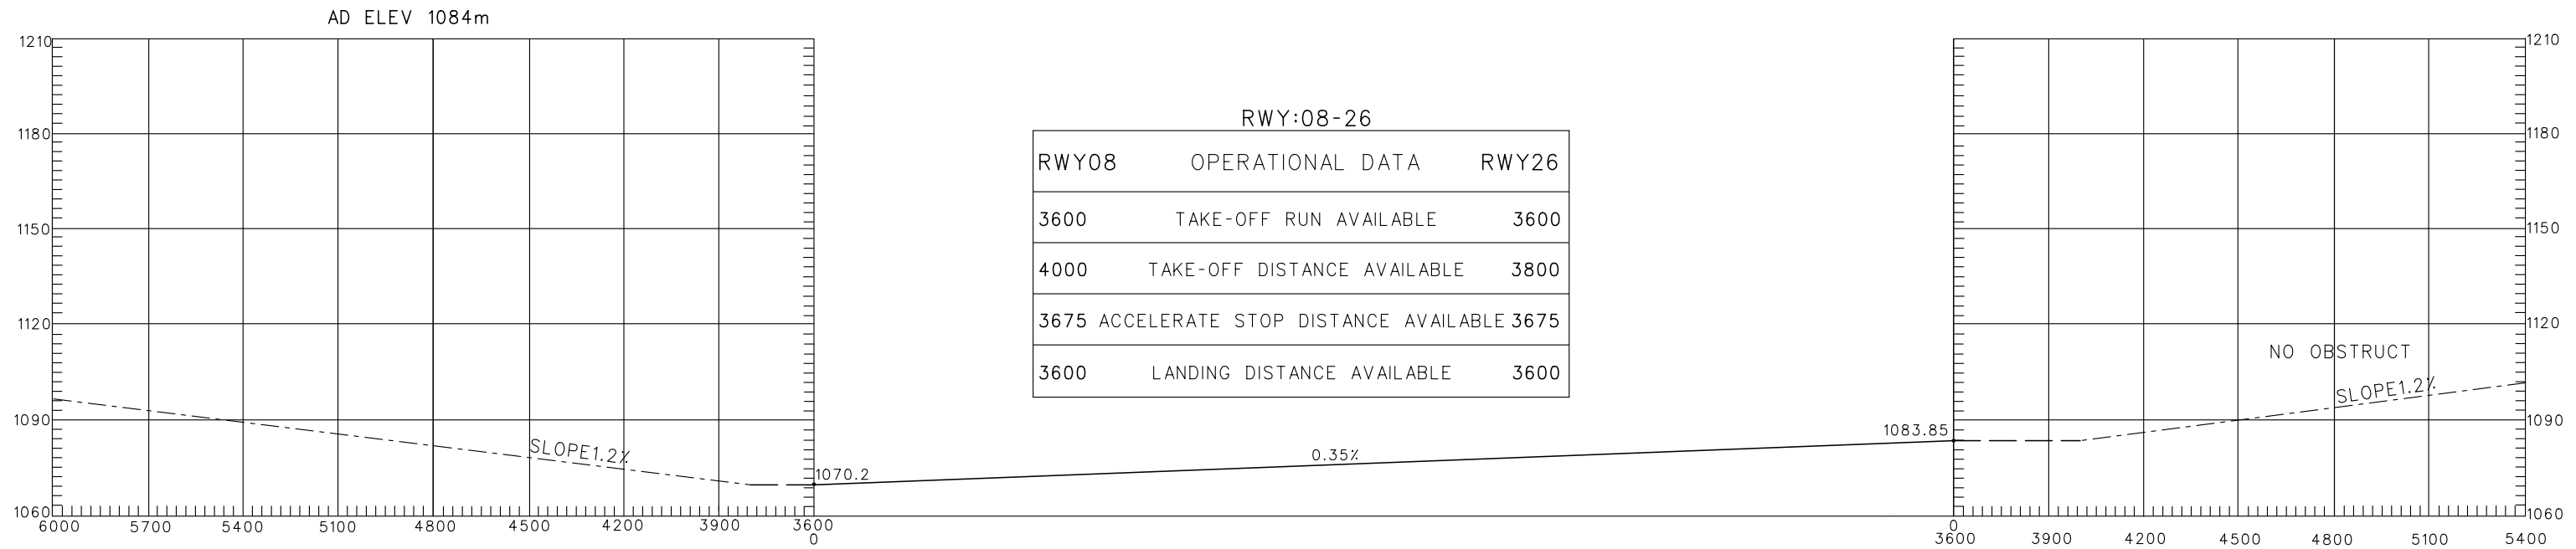 AD ELEV 1084m
1210
1180
1150
1120
1090
1060
6000 5700 5400 5100 4800 4500 4200 3900 3600
0
SLOPE1.2%
1070.2
0.35%
1083.85
RWY:08-26
RWY08 OPERATIONAL DATA RWY26
3600 TAKE-OFF RUN AVAILABLE 3600
4000 TAKE-OFF DISTANCE AVAILABLE 3800
3675 ACCELERATE STOP DISTANCE AVAILABLE 3675
3600 LANDING DISTANCE AVAILABLE 3600
1210
1180
1150
1120
NO OBSTRUCT
SLOPE1.2%
1090
1060
0
3600 3900 4200 4500 4800 5100 5400